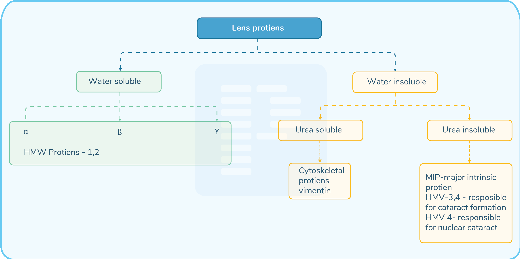 Lens protiens
Water soluble
Water insoluble
α
β
γ
HMW Protiens - 1,2
Urea soluble
Urea insoluble
Cytoskeletal
protiens
vimentin
MIP-major intrinsic
protien
HMV-3,4 - resposible
for cataract formation
HMV 4- responsible
for nuclear cataract